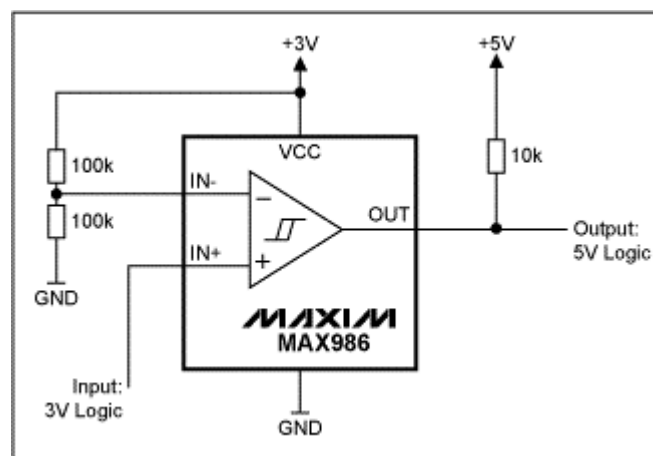 +3V
+5V
100k
VCC
10k
IN-
−
100k
OUT
Output:
5V Logic
IN+
+
GND
MAXIM
MAX986
Input:
3V Logic
GND